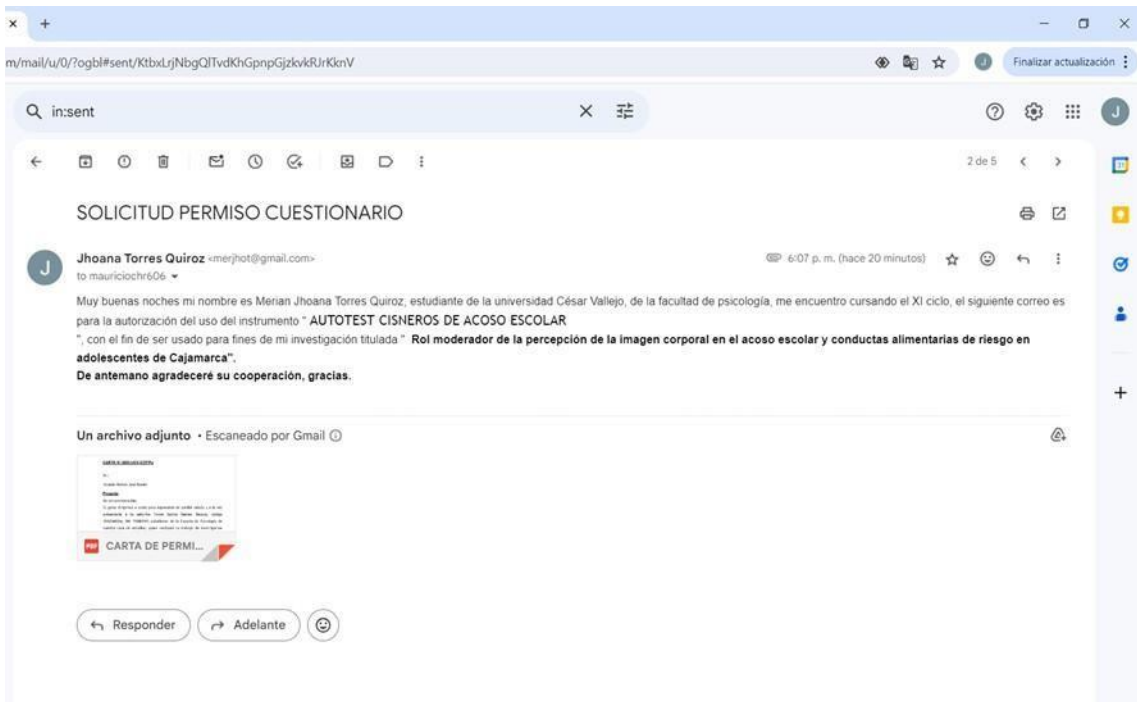 m/mail/u/0/?ogbl#sent/KtbxLrjNbgQlTvdKhGpnpGjzkvkRJrKknV
Finalizar actualización
in:sent
J
2 de 5
SOLICITUD PERMISO CUESTIONARIO
J
Jhoana Torres Quiroz <merjhot@gmail.com>
6:07 p. m. (hace 20 minutos)
to mauriciochr606
Muy buenas noches mi nombre es Merian Jhoana Torres Quiroz, estudiante de la universidad César Vallejo, de la facultad de psicología, me encuentro cursando el XI ciclo, el siguiente correo es
para la autorización del uso del instrumento " AUTOTEST CISNEROS DE ACOSO ESCOLAR
", con el fin de ser usado para fines de mi investigación titulada " Rol moderador de la percepción de la imagen corporal en el acoso escolar y conductas alimentarias de riesgo en
adolescentes de Cajamarca".
De antemano agradeceré su cooperación, gracias.
Un archivo adjunto • Escaneado por Gmail
PDF CARTA DE PERMI...
Responder
Adelante